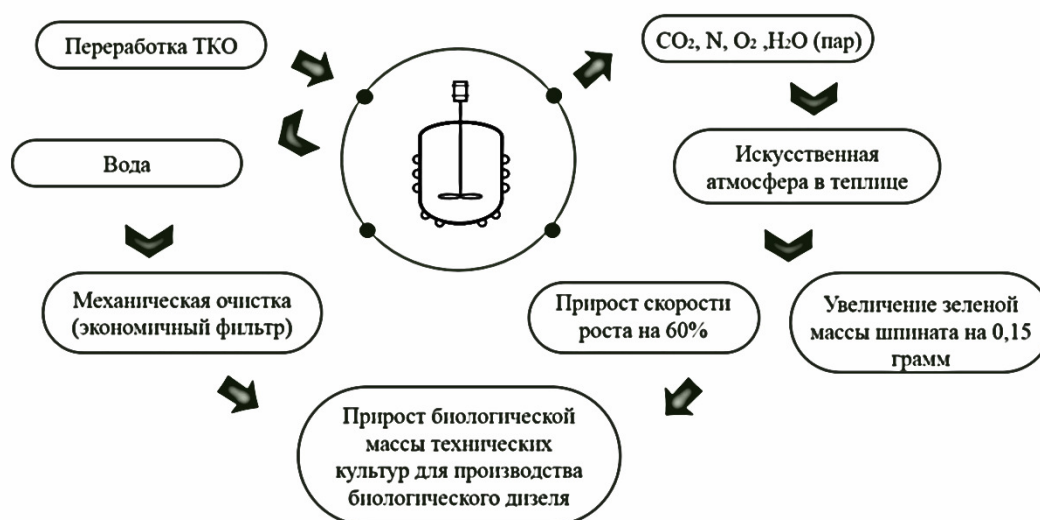 Переработка ТКО
CO₂, N, O₂ ,H₂O (пар)
Вода
Искусственная
атмосфера в теплице
Механическая очистка
(экономичный фильтр)
Прирост скорости
роста на 60%
Увеличение зеленой
массы шпината на 0,15
грамм
Прирост биологической
массы технических
культур для производства
биологического дизеля